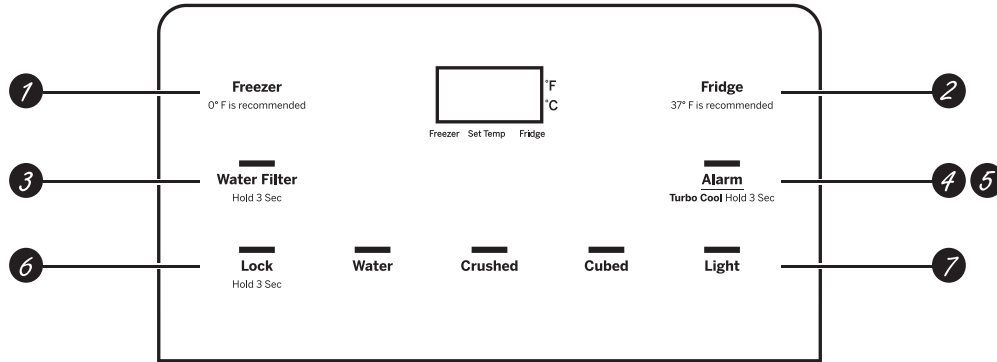 1 Freezer °F Fridge 2
0° F is recommended °C 37° F is recommended
Freezer Set Temp Fridge
3 Water Filter Alarm 4 5
Hold 3 Sec Turbo Cool Hold 3 Sec
6 Lock Water Crushed Cubed Light 7
Hold 3 Sec